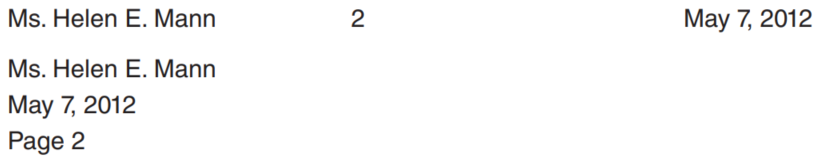 Ms. Helen E. Mann 2 May 7, 2012
Ms. Helen E. Mann
May 7, 2012
Page 2